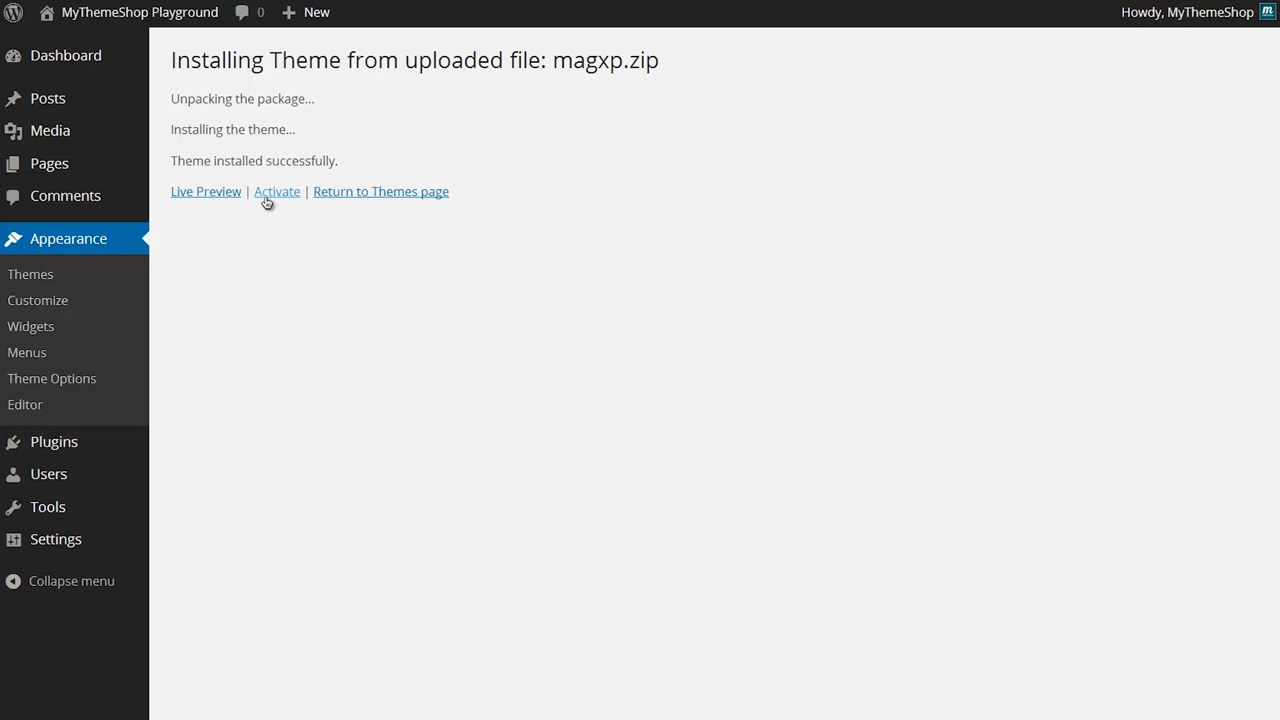 MyThemeShop Playground 0 New Howdy, MyThemeShop m
Dashboard
Posts
Media
Pages
Comments
Appearance
Themes
Customize
Widgets
Menus
Theme Options
Editor
Plugins
Users
Tools
Settings
Collapse menu
Installing Theme from uploaded file: magxp.zip
Unpacking the package...
Installing the theme...
Theme installed successfully.
Live Preview | Activate | Return to Themes page